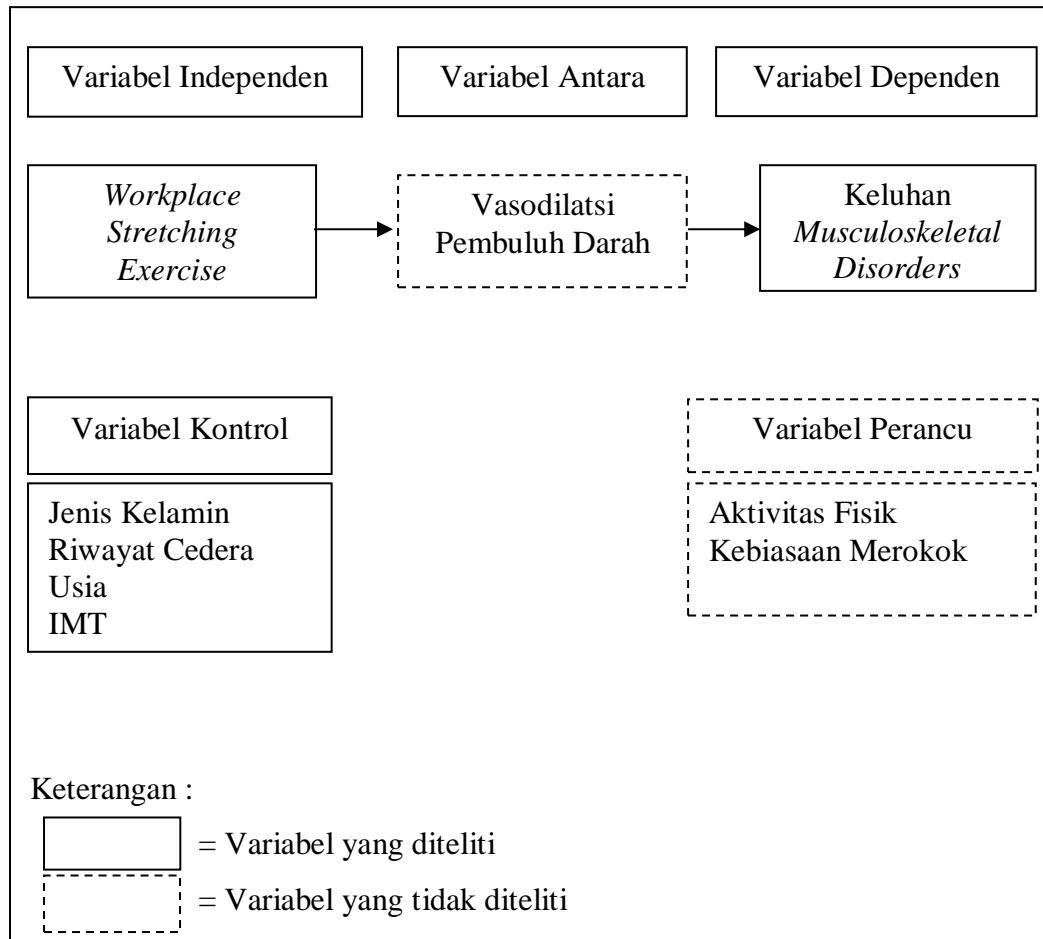 Variabel Independen
Variabel Antara
Variabel Dependen
Workplace
Stretching
Exercise
Vasodilatsi
Pembuluh Darah
Keluhan
Musculoskeletal
Disorders
Variabel Kontrol
Jenis Kelamin
Riwayat Cedera
Usia
IMT
Variabel Perancu
Aktivitas Fisik
Kebiasaan Merokok
Keterangan :
= Variabel yang diteliti
= Variabel yang tidak diteliti